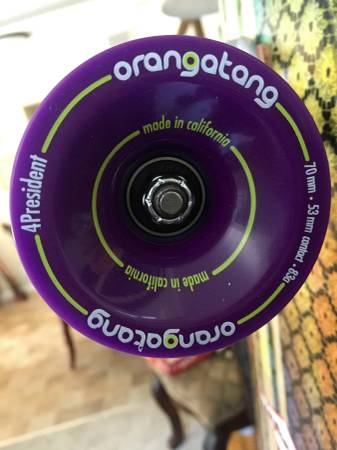 orangatang
made in california
4President
70 mm • 53 mm contact • 83a
made in california
orangatang